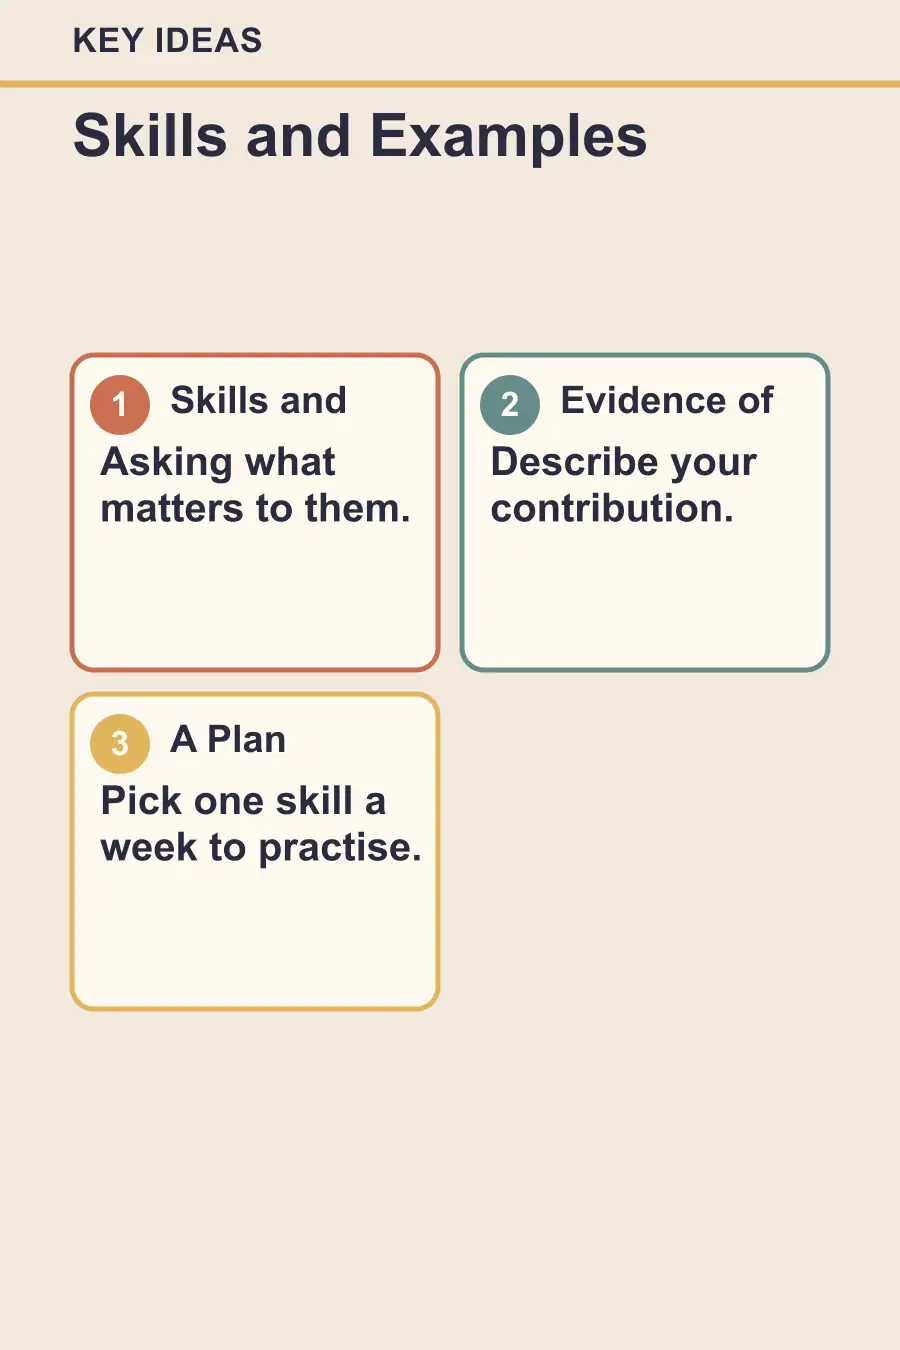 KEY IDEAS
Skills and Examples
1
Skills and
Asking what
matters to them.
2
Evidence of
Describe your
contribution.
3
A Plan
Pick one skill a
week to practise.